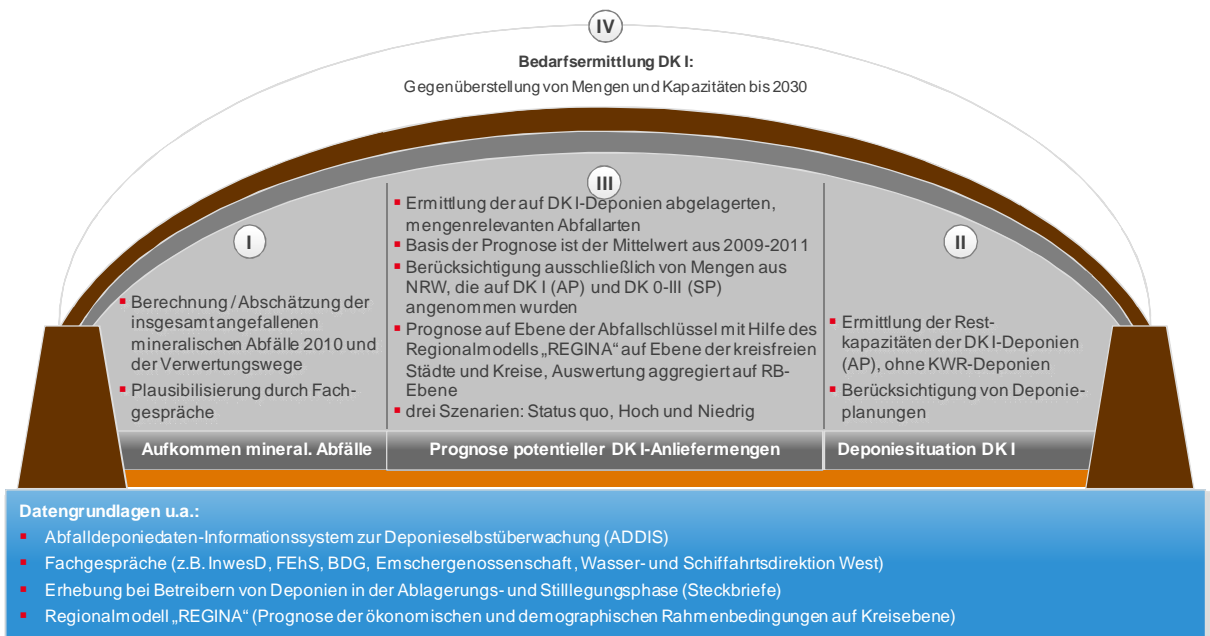 IV
Bedarfsermittlung DK I:
Gegenüberstellung von Mengen und Kapazitäten bis 2030
I
Berechnung / Abschätzung der
insgesamt angefallenen
mineralischen Abfälle 2010 und
der Verwertungswege
Plausibilisierung durch Fach-
gespräche
Aufkommen mineral. Abfälle
III
Ermittlung der auf DK I-Deponien abgelagerten,
mengenrelevanten Abfallarten
Basis der Prognose ist der Mittelwert aus 2009-2011
Berücksichtigung ausschließlich von Mengen aus
NRW, die auf DK I (AP) und DK 0-III (SP)
angenommen wurden
Prognose auf Ebene der Abfallschlüssel mit Hilfe des
Regionalmodells „REGINA" auf Ebene der kreisfreien
Städte und Kreise, Auswertung aggregiert auf RB-
Ebene
drei Szenarien: Status quo, Hoch und Niedrig
Prognose potentieller DK I-Anliefermengen
II
Ermittlung der Rest-
kapazitäten der DK I-Deponien
(AP), ohne KWR-Deponien
Berücksichtigung von Deponie-
planungen
Deponiesituation DK I
Datengrundlagen u.a.:
Abfalldeponiedaten-Informationssystem zur Deponieselbstüberwachung (ADDIS)
Fachgespräche (z.B. InwesD, FEhS, BDG, Emschergenossenschaft, Wasser- und Schiffahrtsdirektion West)
Erhebung bei Betreibern von Deponien in der Ablagerungs- und Stilllegungsphase (Steckbriefe)
Regionalmodell „REGINA" (Prognose der ökonomischen und demographischen Rahmenbedingungen auf Kreisebene)